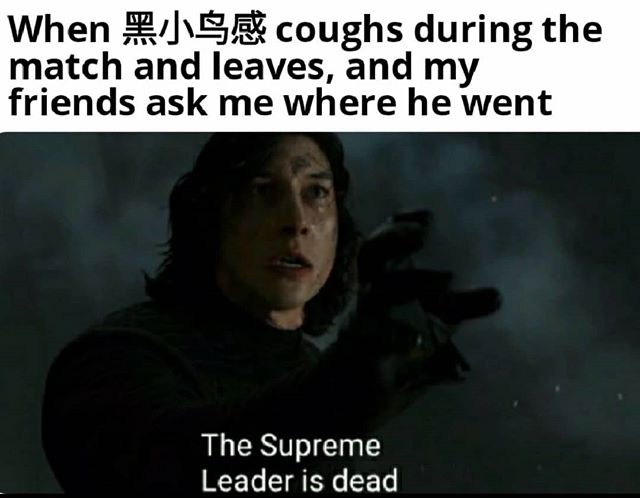 When 黑小鸟感 coughs during the
match and leaves, and my
friends ask me where he went
The Supreme
Leader is dead